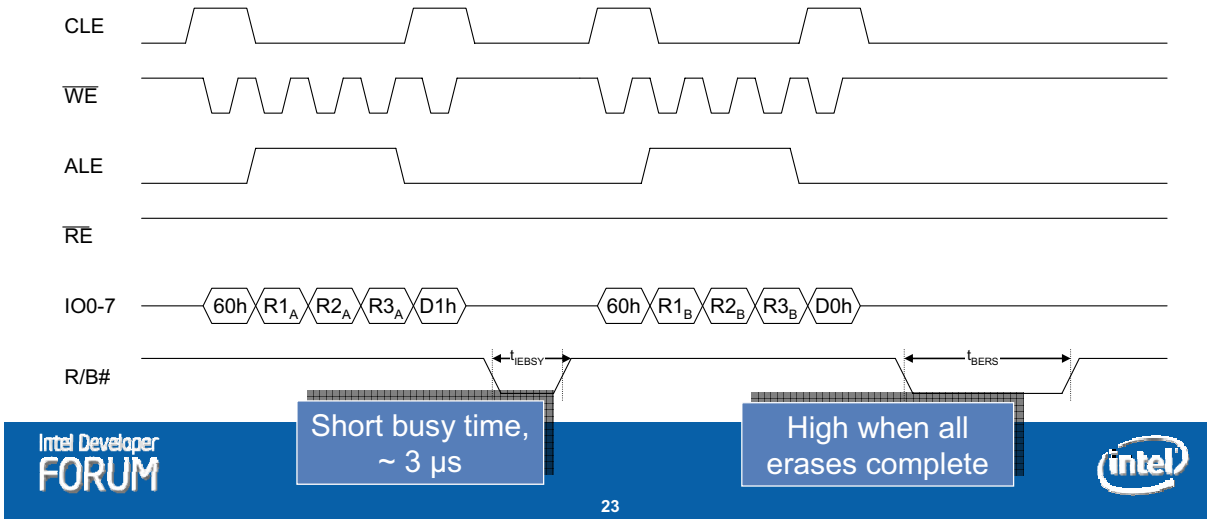 CLE
WE
ALE
RE
IO0-7 60h R1A R2A R3A D1h 60h R1B R2B R3B D0h
R/B# tIEBSY tBERS
Short busy time,
~ 3 µs
High when all
erases complete
Intel Developer
FORUM
intel
23